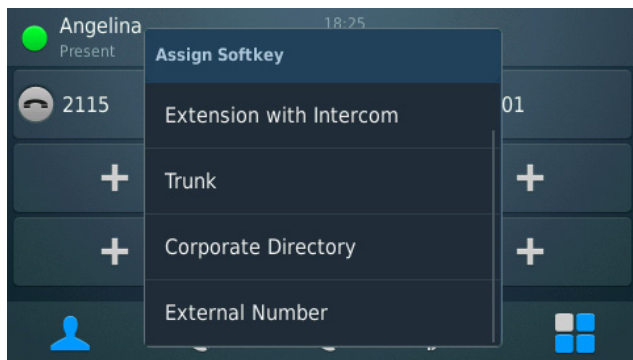 Angelina
18:25
Present
Assign Softkey
2115
01
Extension with Intercom
Trunk
Corporate Directory
External Number